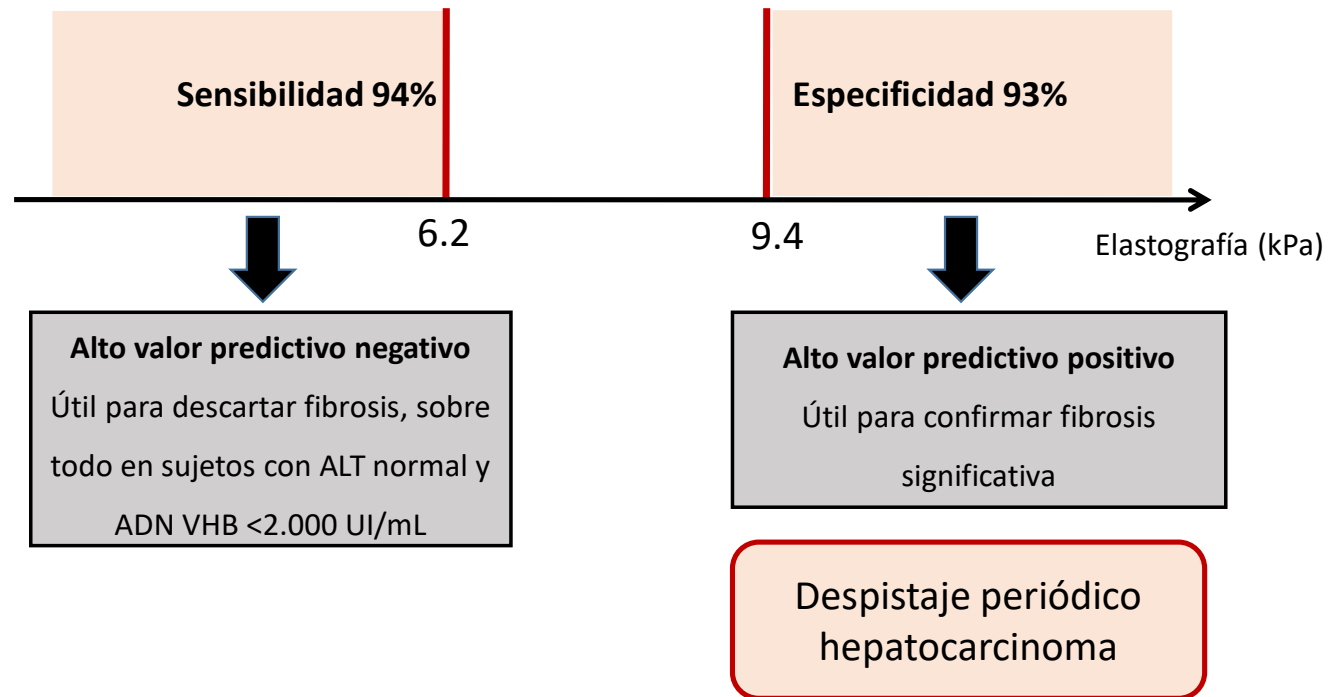 Sensibilidad 94%
Especificidad 93%
6.2
9.4
Elastografía (kPa)
Alto valor predictivo negativo
Útil para descartar fibrosis, sobre
todo en sujetos con ALT normal y
ADN VHB <2.000 UI/mL
Alto valor predictivo positivo
Útil para confirmar fibrosis
significativa
Despistaje periódico
hepatocarcinoma